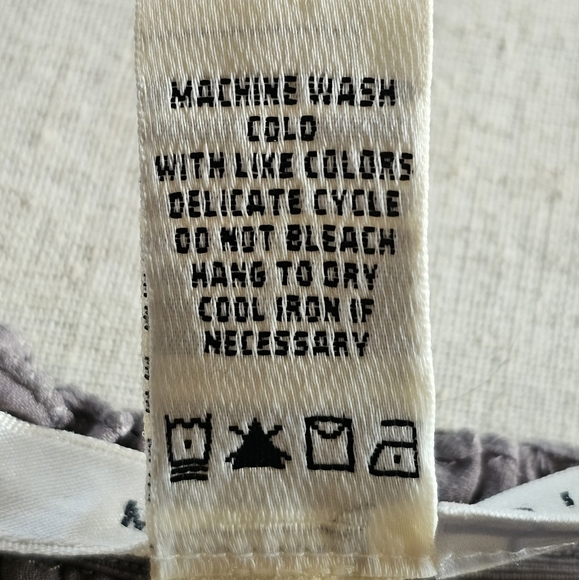 MACHINE WASH
COLD
WITH LIKE COLORS
DELICATE CYCLE
DO NOT BLEACH
HANG TO DRY
COOL IRON IF
NECESSARY